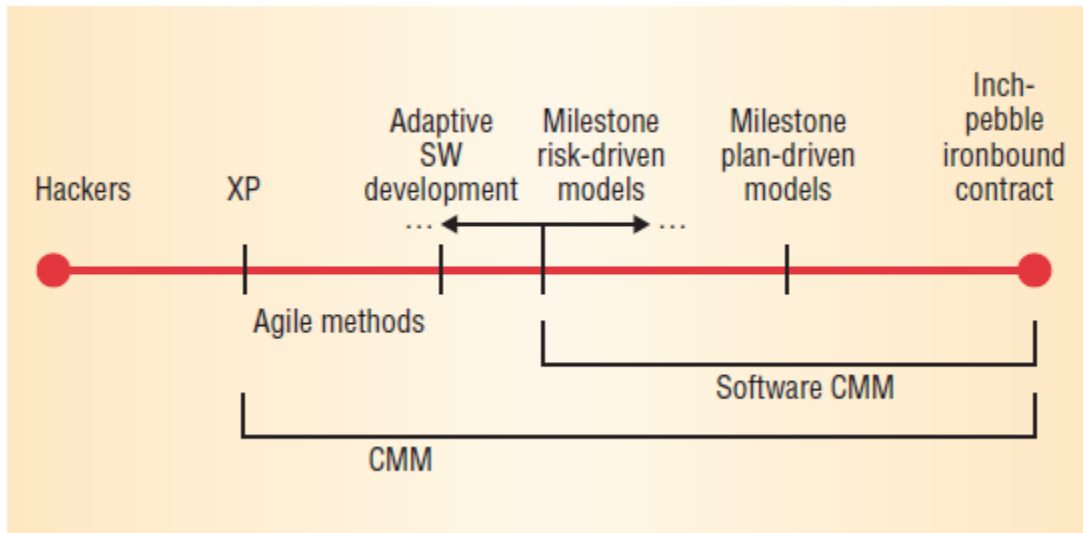 Hackers
XP
Adaptive
SW
development
Milestone
risk-driven
models
Milestone
plan-driven
models
Inch-
pebble
ironbound
contract
... ...
Agile methods
Software CMM
CMM